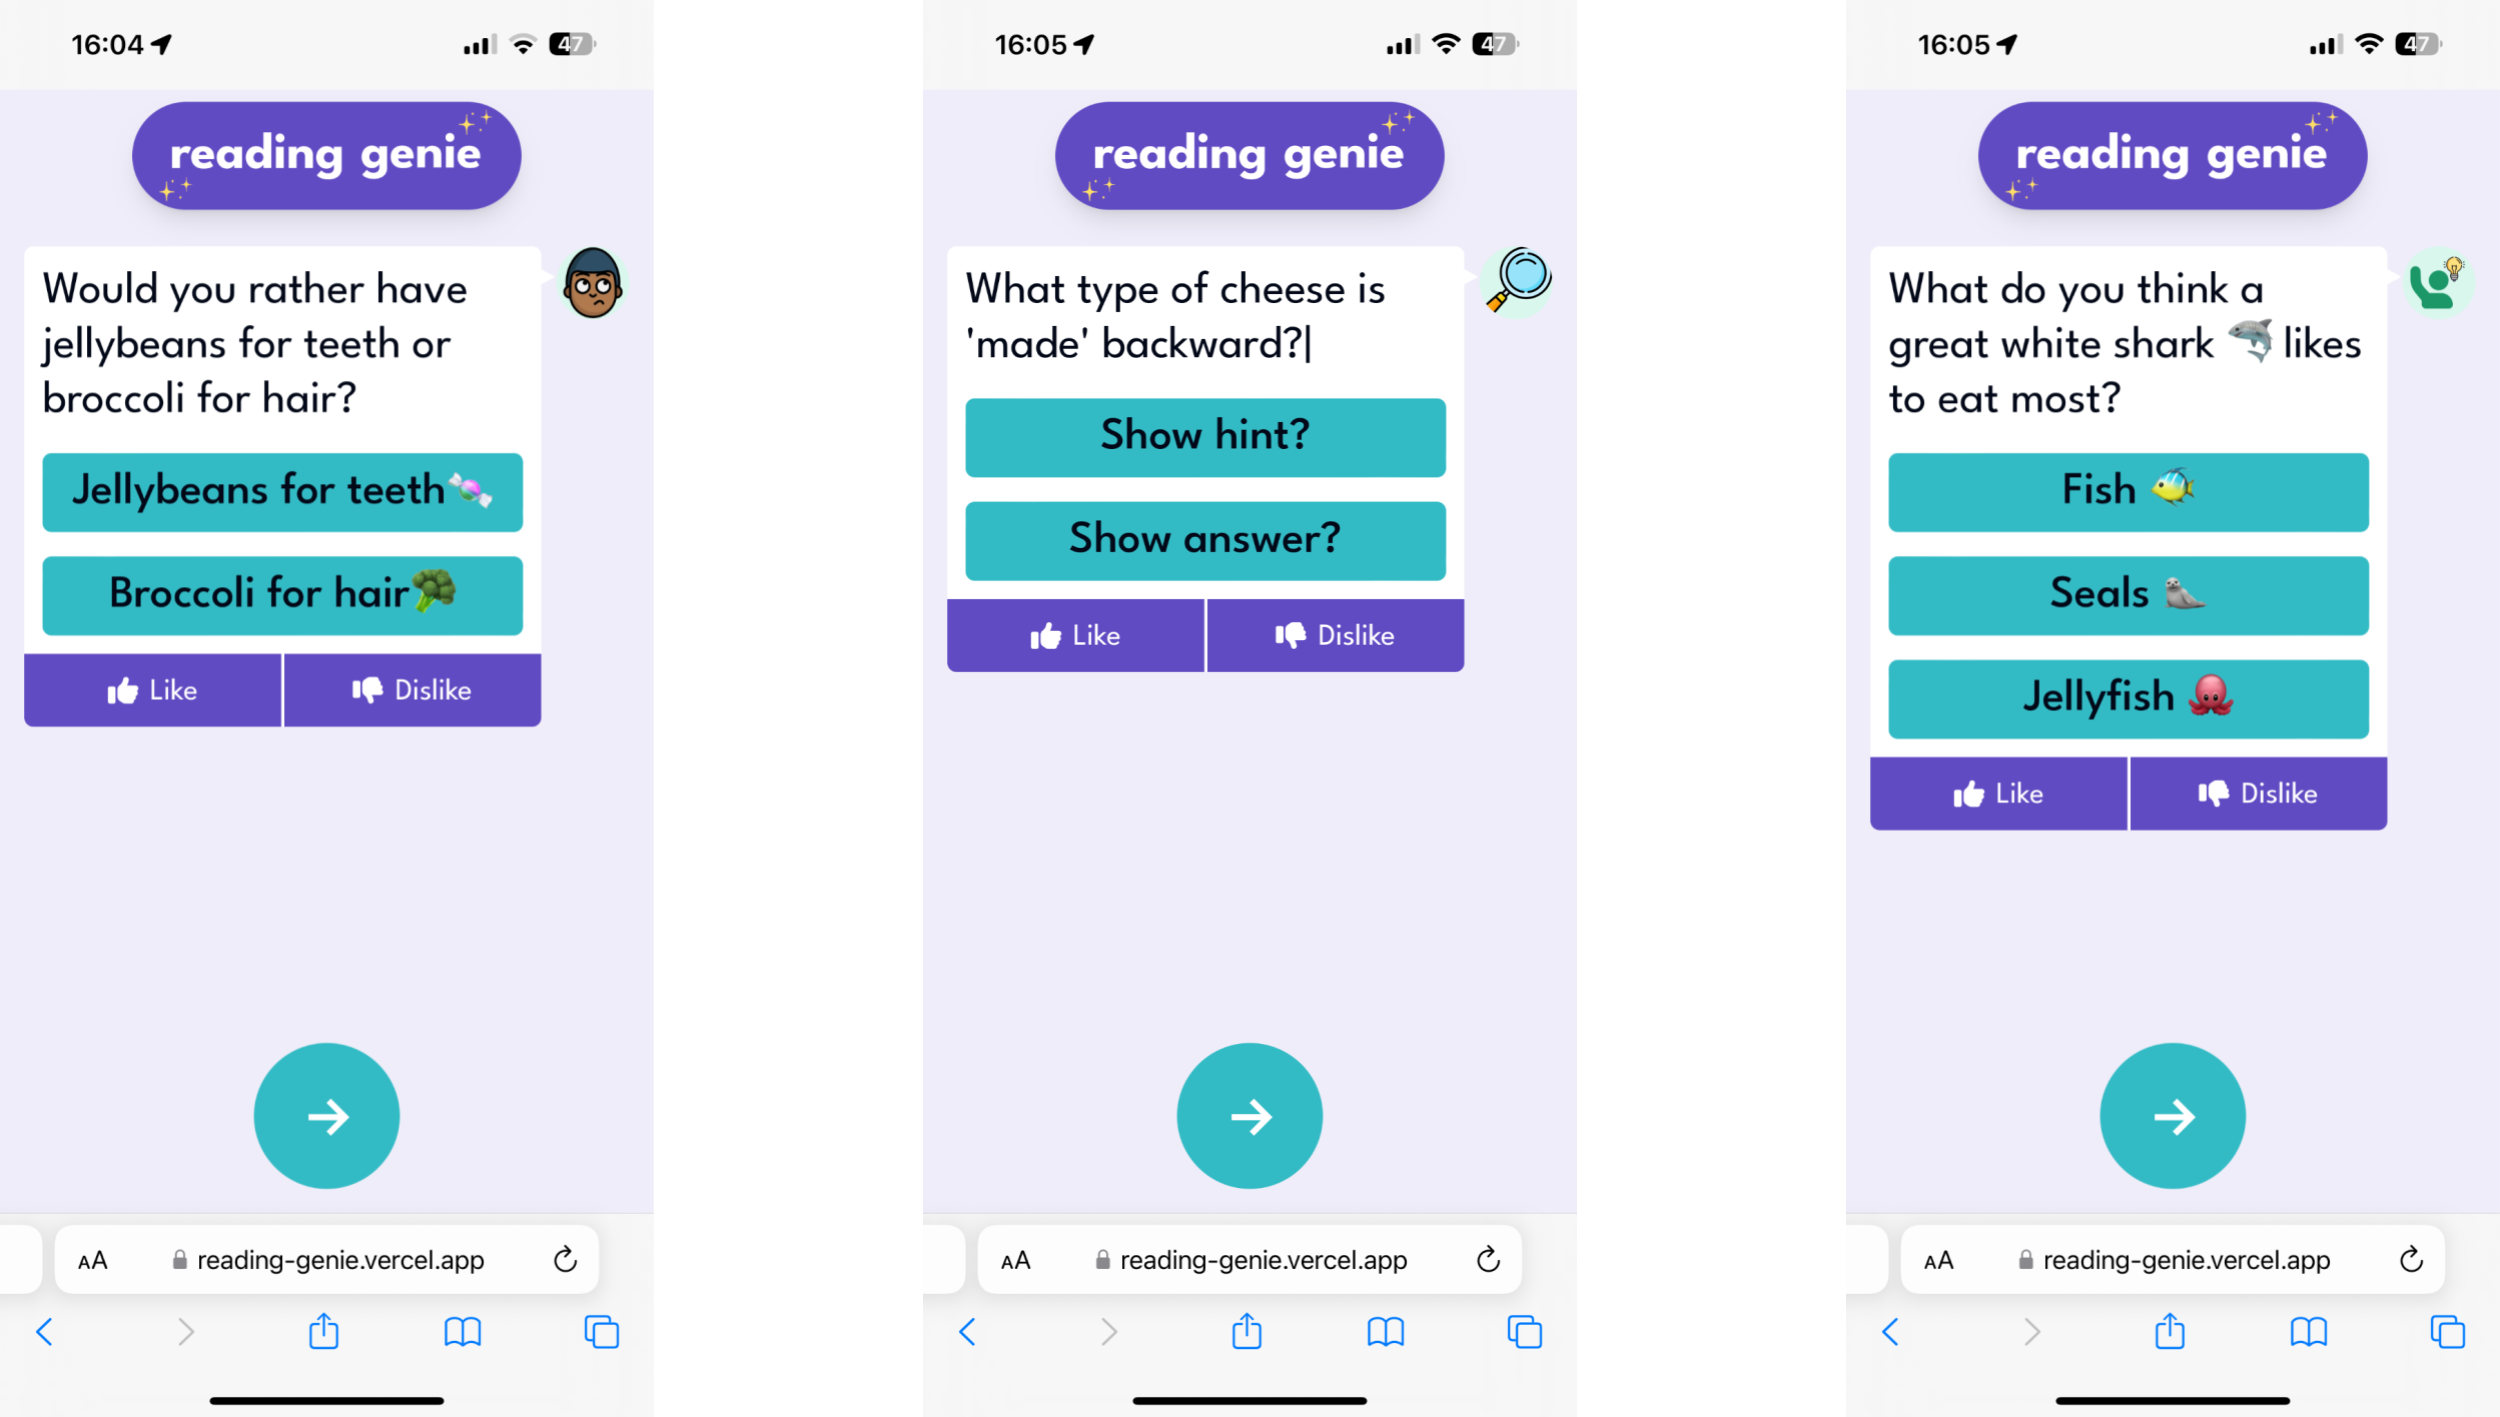 16:04
47
reading genie
Would you rather have
jellybeans for teeth or
broccoli for hair?
Jellybeans for teeth🍬
Broccoli for hair🥦
Like
Dislike
AA
reading-genie.vercel.app
16:05
47
reading genie
What type of cheese is
'made' backward?|
Show hint?
Show answer?
Like
Dislike
AA
reading-genie.vercel.app
16:05
47
reading genie
What do you think a
great white shark 🦈 likes
to eat most?
Fish 🐠
Seals 🦭
Jellyfish 🐙
Like
Dislike
AA
reading-genie.vercel.app